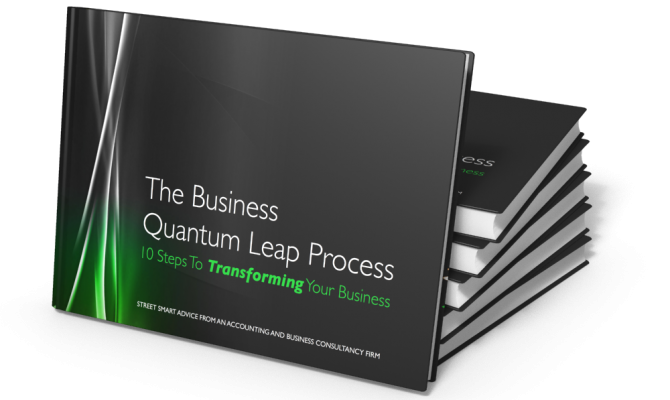 The Business
Quantum Leap Process
10 Steps To Transforming Your Business
STREET SMART ADVICE FROM AN ACCOUNTING AND BUSINESS CONSULTANCY FIRM